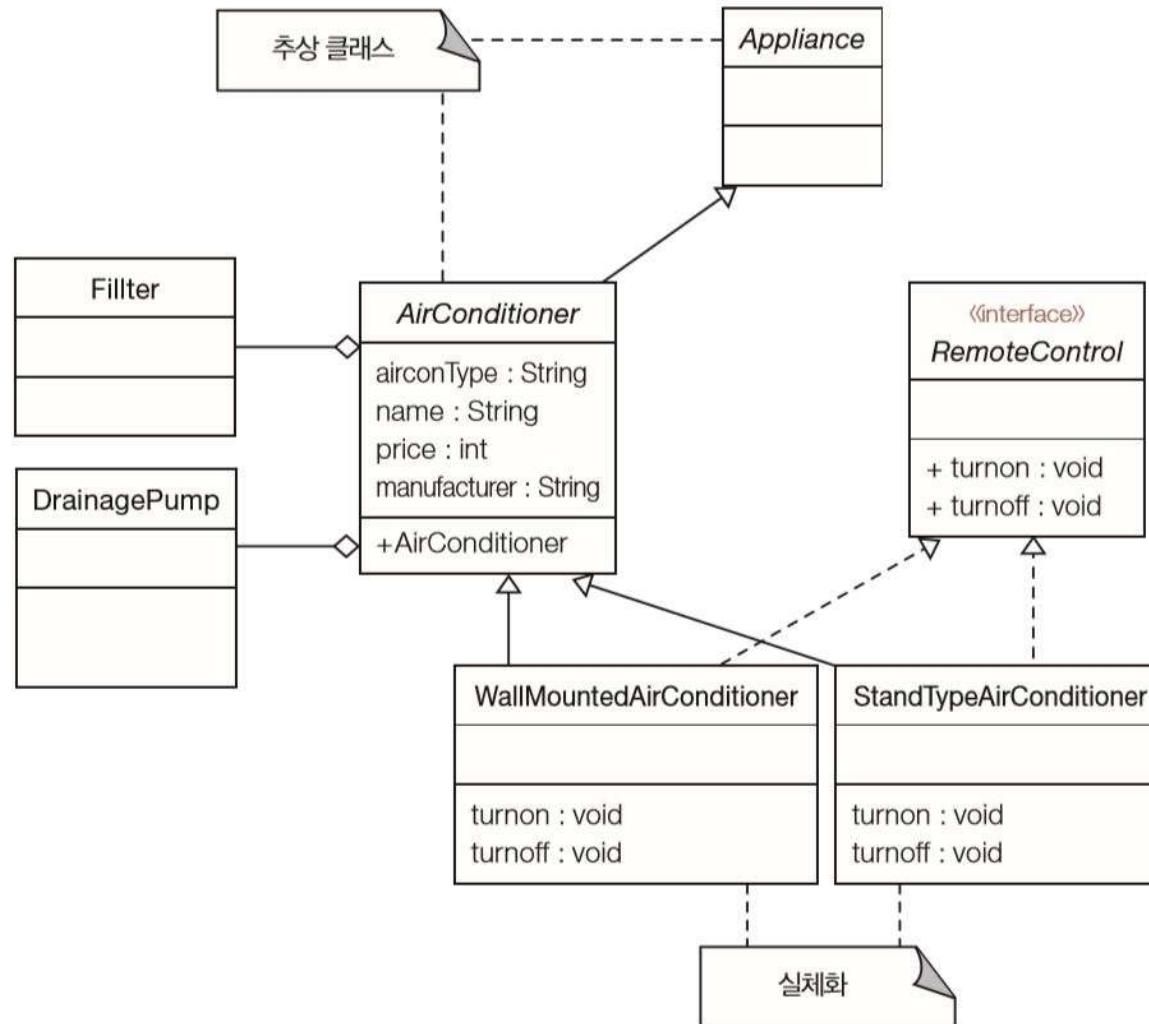 추상 클래스
Appliance
Fillter
AirConditioner
airconType : String
name : String
price : int
manufacturer : String
+AirConditioner
DrainagePump
《interface》
RemoteControl
+ turnon : void
+ turnoff : void
WallMountedAirConditioner
turnon : void
turnoff : void
StandTypeAirConditioner
turnon : void
turnoff : void
실체화